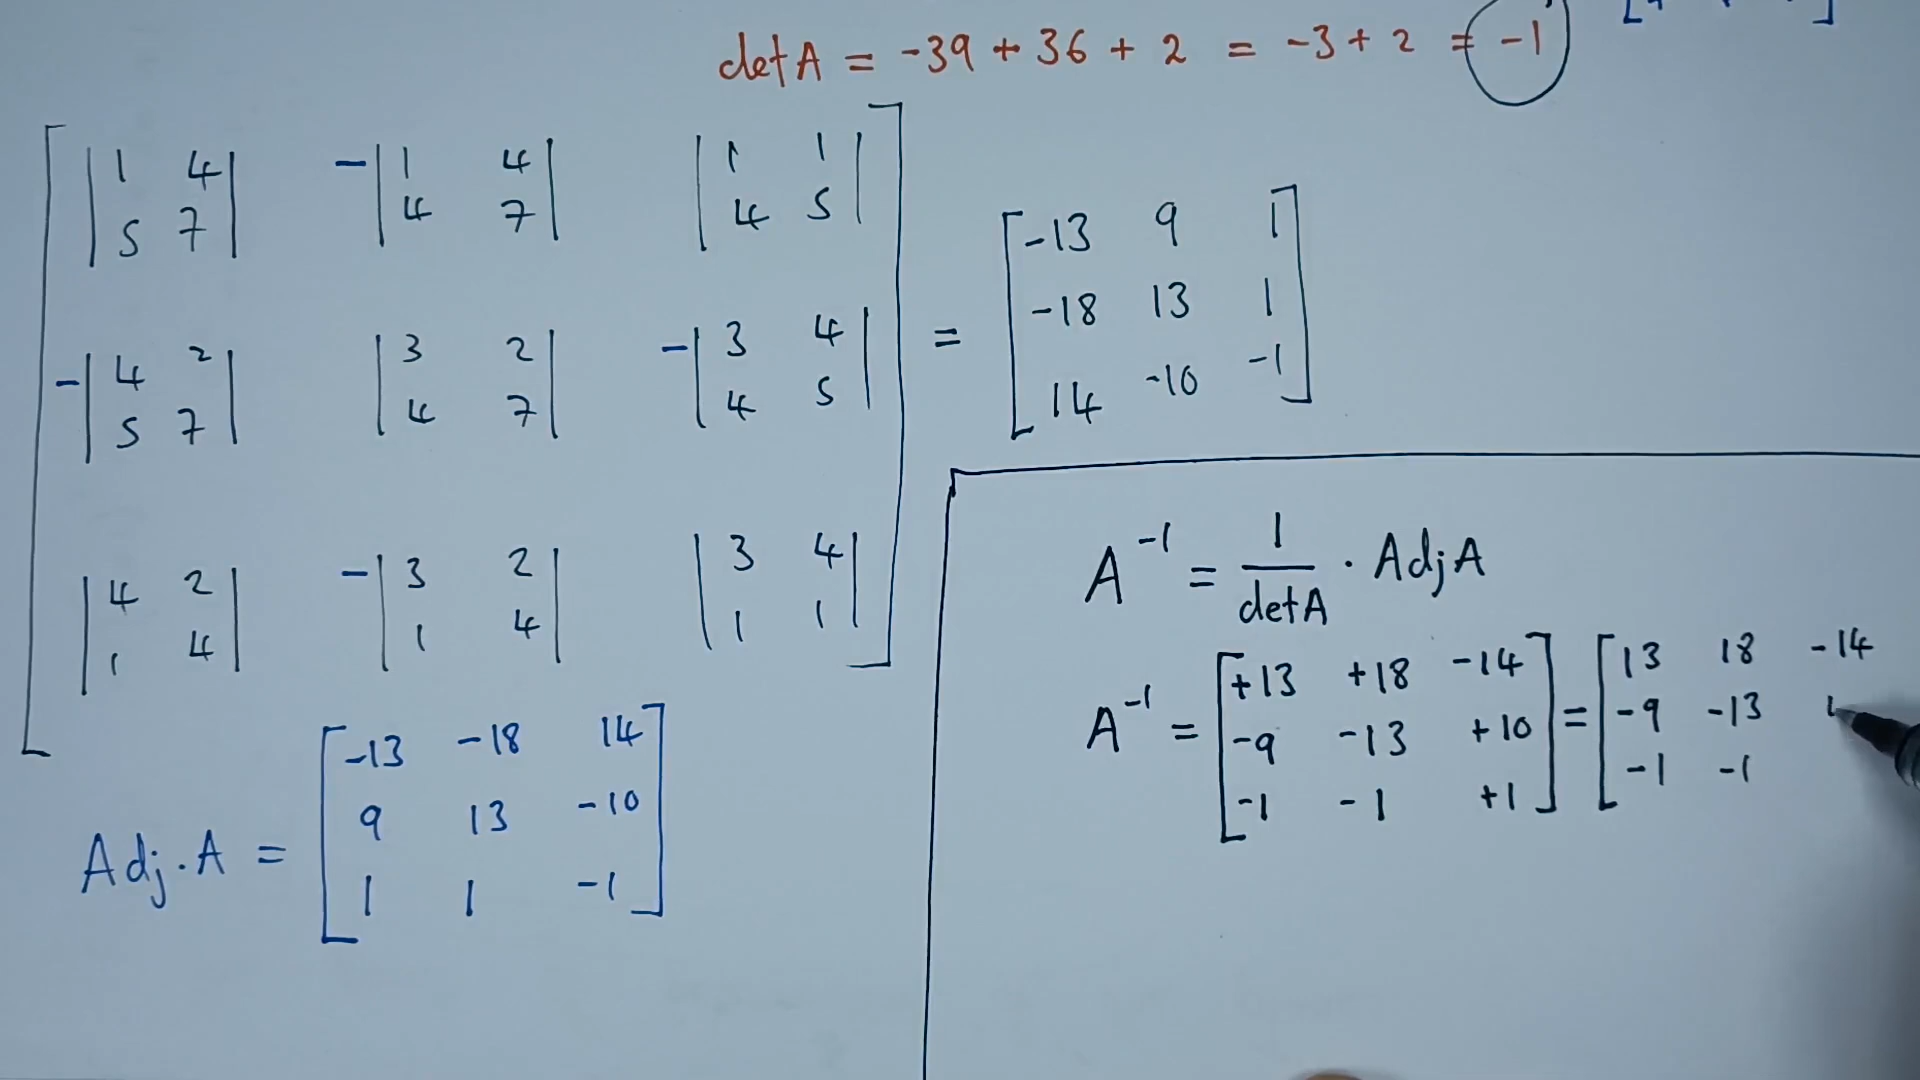 detA = -39 + 36 + 2 = -3 + 2 = -1
[ |1 4| -|1 4| |1 1| ]
|5 7| |4 7| |4 5|
-|4 2| |3 2| -|3 4|
|5 7| |4 7| |4 5|
|4 2| -|3 2| |3 4|
|1 4| |1 4| |1 1|
= [ -13 9 1
-18 13 1
14 -10 -1 ]
Adj.A = [ -13 -18 14
9 13 -10
1 1 -1 ]
A^-1 = 1/detA · AdjA
A^-1 = [ +13 +18 -14
-9 -13 +10
-1 -1 +1 ]
= [ 13 18 -14
-9 -13
-1 -1